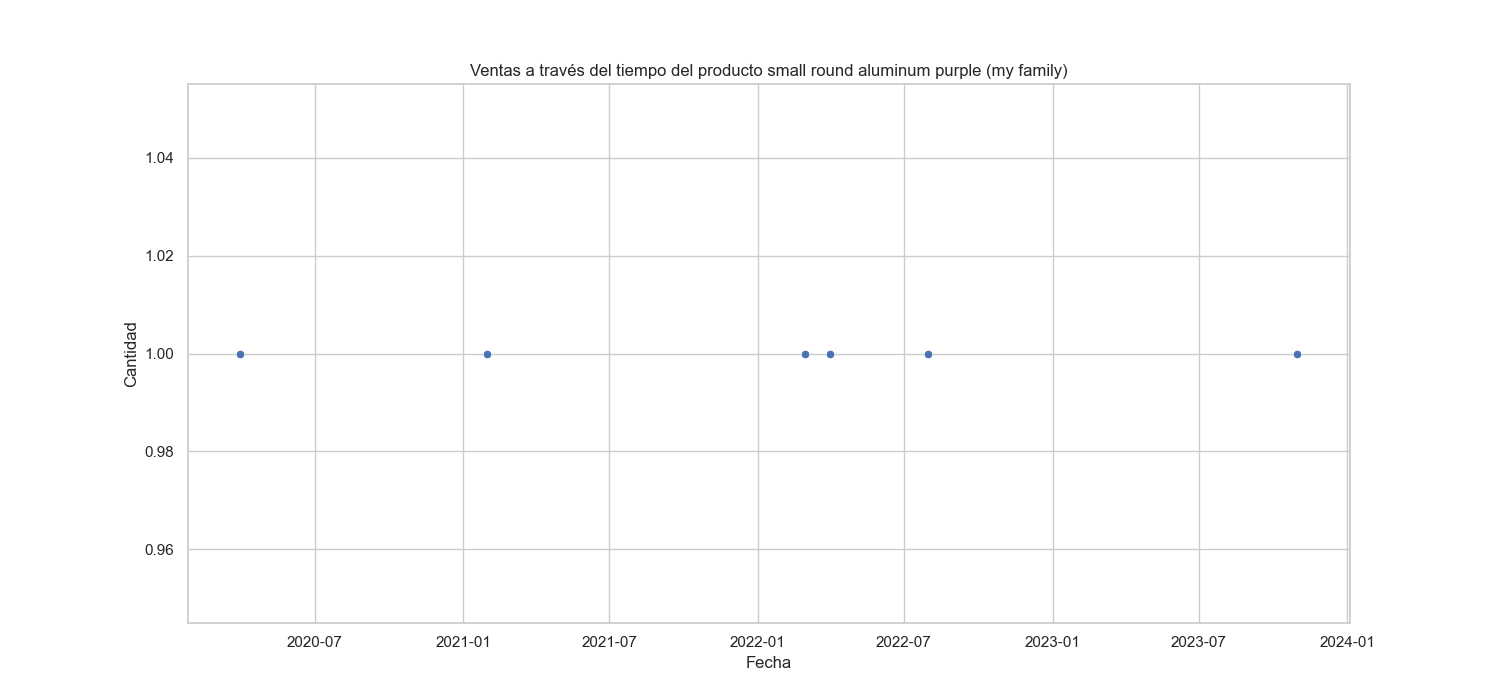 Ventas a través del tiempo del producto small round aluminum purple (my family)
1.04
1.02
1.00
0.98
0.96
Cantidad
2020-07 2021-01 2021-07 2022-01 2022-07 2023-01 2023-07 2024-01
Fecha